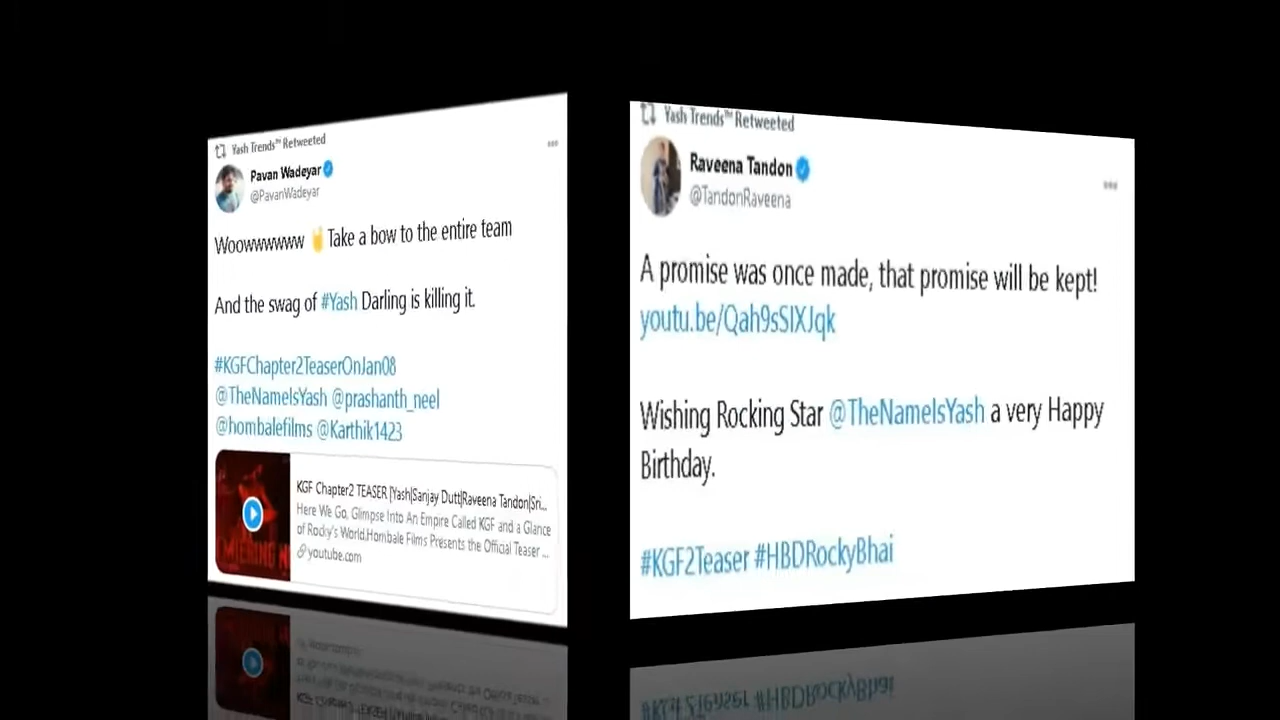 Yash Trends™ Retweeted
Pavan Wadeyar
@PavanWadeyar
Woowwwwww 🤘Take a bow to the entire team
And the swag of #Yash Darling is killing it.
#KGFChapter2TeaserOnJan08
@TheNameIsYash @prashanth_neel
@hombalefilms @Karthik1423
KGF Chapter2 TEASER |Yash|Sanjay Dutt|Raveena Tandon|Sri...
Here We Go, Glimpse Into An Empire Called KGF and a Glance
of Rocky's World.Hombale Films Presents the Official Teaser ...
youtube.com
Yash Trends™ Retweeted
Raveena Tandon
@TandonRaveena
A promise was once made, that promise will be kept!
youtu.be/Qah9sSIXJqk
Wishing Rocking Star @TheNameIsYash a very Happy
Birthday.
#KGF2Teaser #HBDRockyBhai